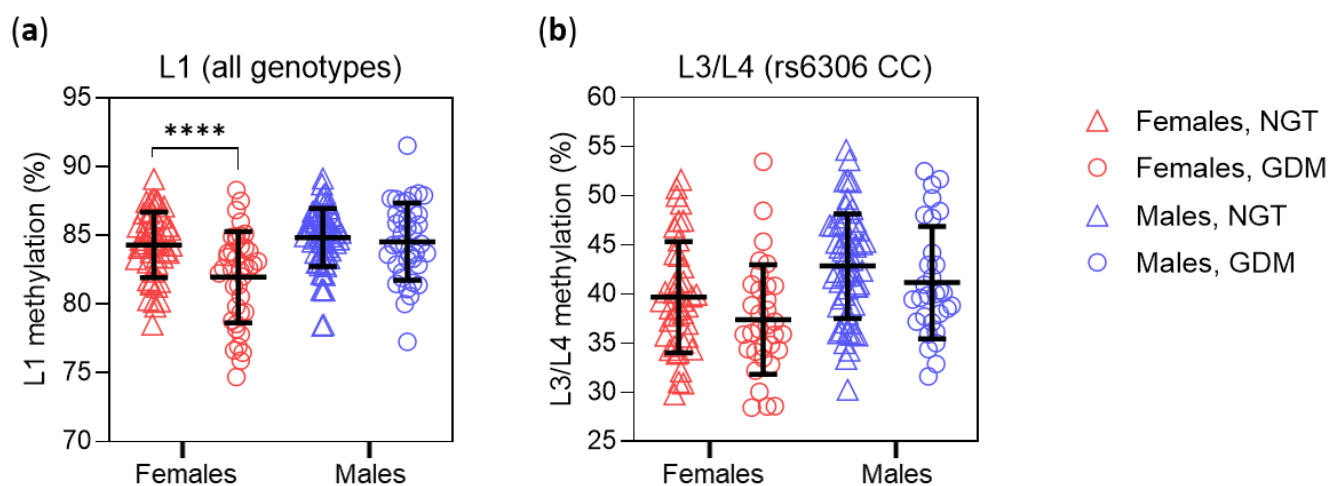 (a)
L1 (all genotypes)
L1 methylation (%)
95
90
85
80
75
70
****
Females
Males
(b)
L3/L4 (rs6306 CC)
L3/L4 methylation (%)
60
55
50
45
40
35
30
25
Females
Males
Females, NGT
Females, GDM
Males, NGT
Males, GDM